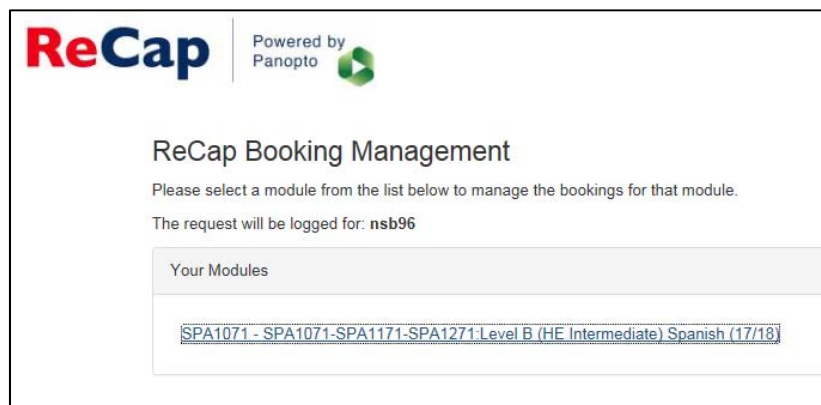 ReCap
Powered by
Panopto
ReCap Booking Management
Please select a module from the list below to manage the bookings for that module.
The request will be logged for: nsb96
Your Modules
SPA1071 - SPA1071-SPA1171-SPA1271:Level B (HE Intermediate) Spanish (17/18)